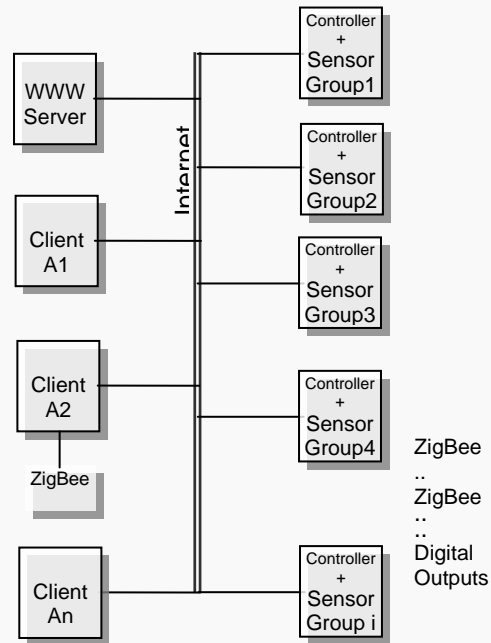 WWW
Server
Client
A1
Client
A2
ZigBee
Client
An
Internet
Controller
+
Sensor
Group1
Controller
+
Sensor
Group2
Controller
+
Sensor
Group3
Controller
+
Sensor
Group4
Controller
+
Sensor
Group i
ZigBee
..
ZigBee
..
..
Digital
Outputs